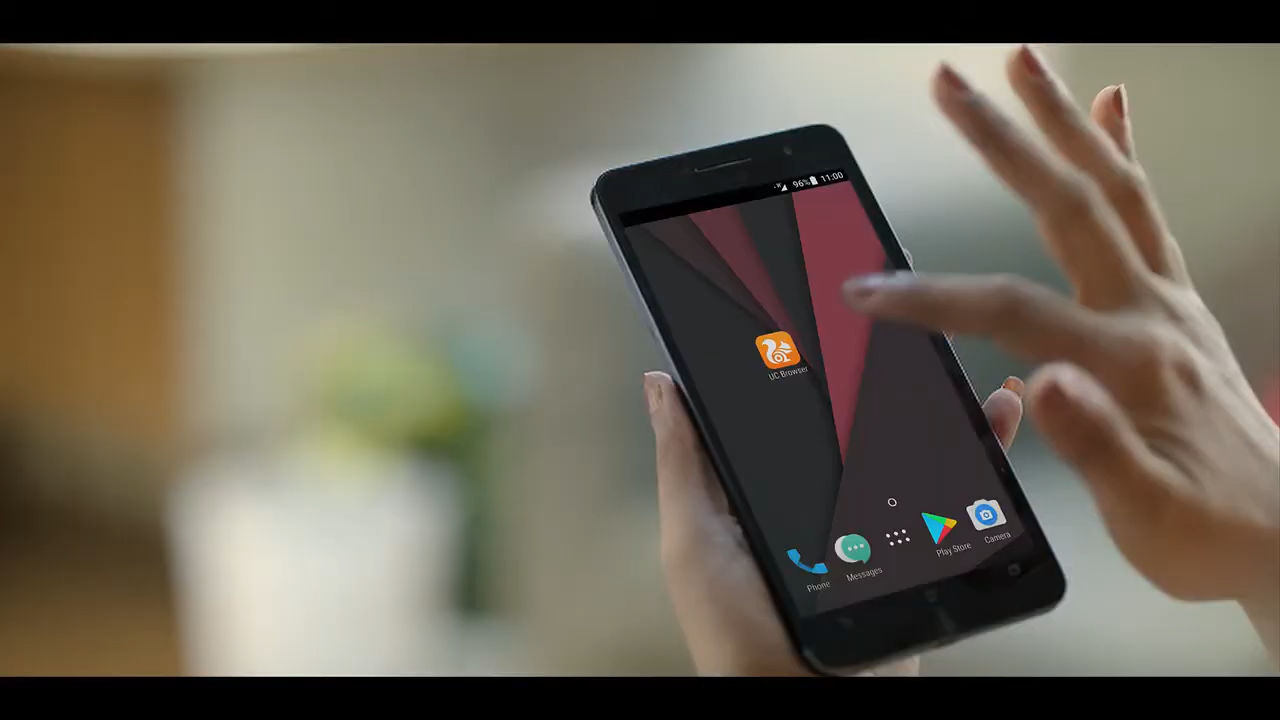 96% 11:00
UC Browser
Phone
Messages
Play Store
Camera